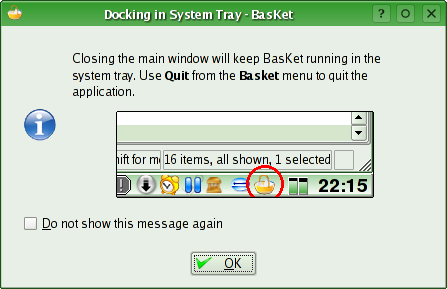 Docking in System Tray - BasKet
Closing the main window will keep BasKet running in the
system tray. Use Quit from the Basket menu to quit the
application.
hift for m
16 items, all shown, 1 selected
22:15
Do not show this message again
OK